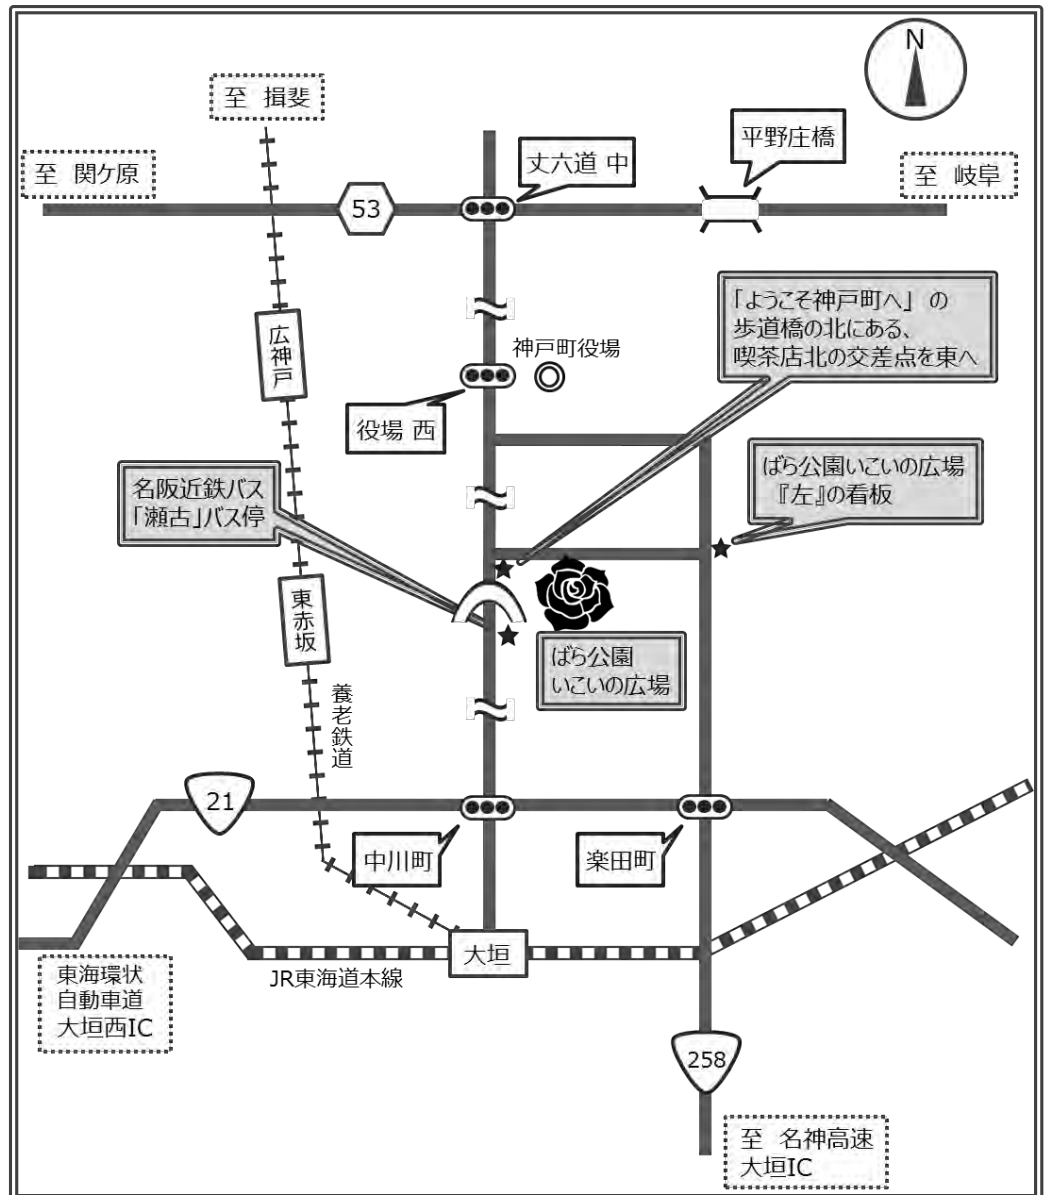 N
至 揖斐
平野庄橋
丈六道 中
至 関ケ原
至 岐阜
53
「ようこそ神戸町へ」の
歩道橋の北にある、
喫茶店北の交差点を東へ
広神戸
神戸町役場
役場 西
ばら公園いこいの広場
『左』の看板
名阪近鉄バス
「瀬古」バス停
東赤坂
ばら公園
いこいの広場
養老鉄道
21
中川町
楽田町
大垣
JR東海道本線
東海環状
自動車道
大垣西IC
258
至 名神高速
大垣IC